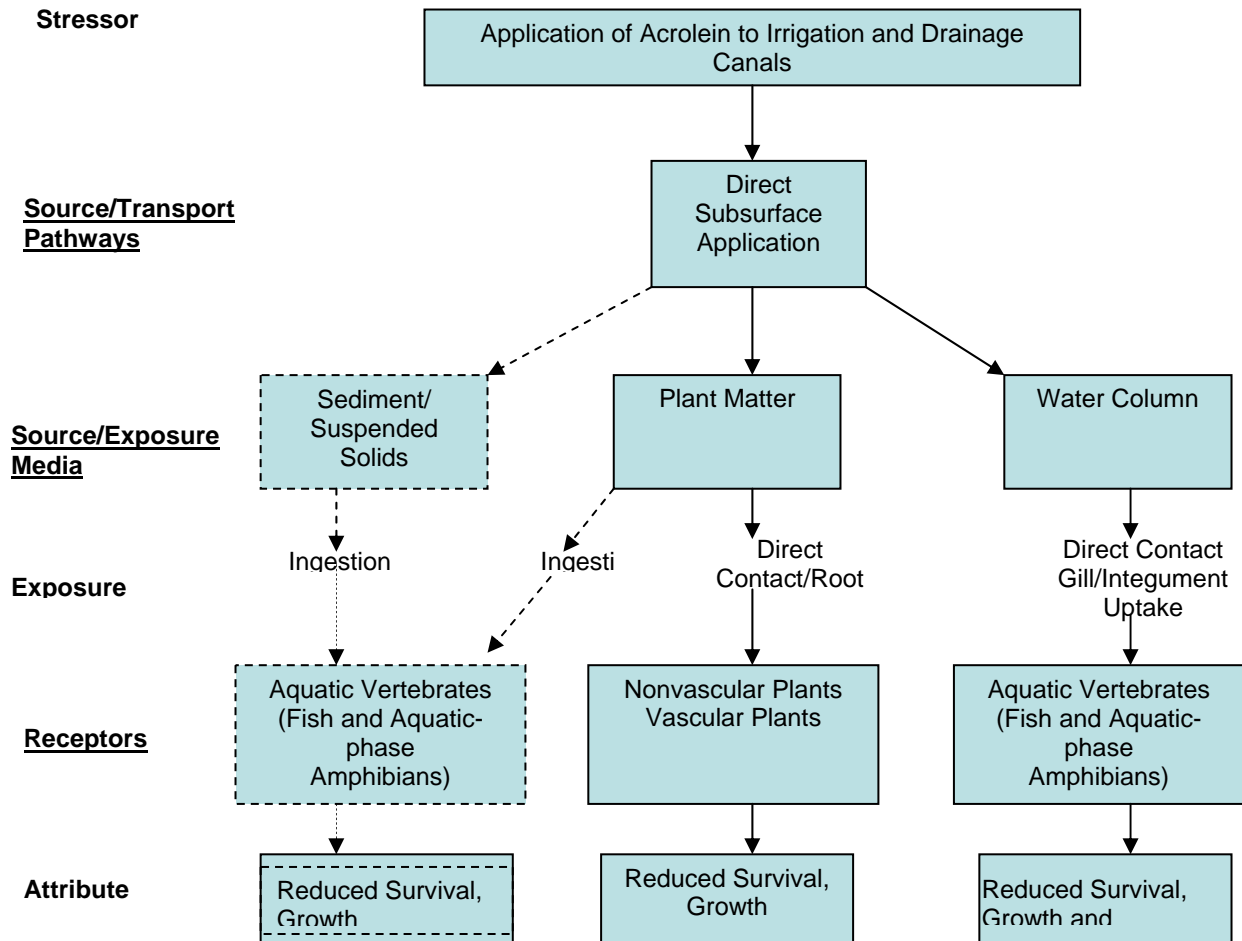 Stressor
Application of Acrolein to Irrigation and Drainage
Canals
Source/Transport
Pathways
Direct
Subsurface
Application
Source/Exposure
Media
Sediment/
Suspended
Solids
Plant Matter
Water Column
Exposure
Ingestion
Ingesti
Direct
Contact/Root
Direct Contact
Gill/Integument
Uptake
Receptors
Aquatic Vertebrates
(Fish and Aquatic-
phase
Amphibians)
Nonvascular Plants
Vascular Plants
Aquatic Vertebrates
(Fish and Aquatic-
phase
Amphibians)
Attribute
Reduced Survival,
Growth
Reduced Survival,
Growth
Reduced Survival,
Growth and